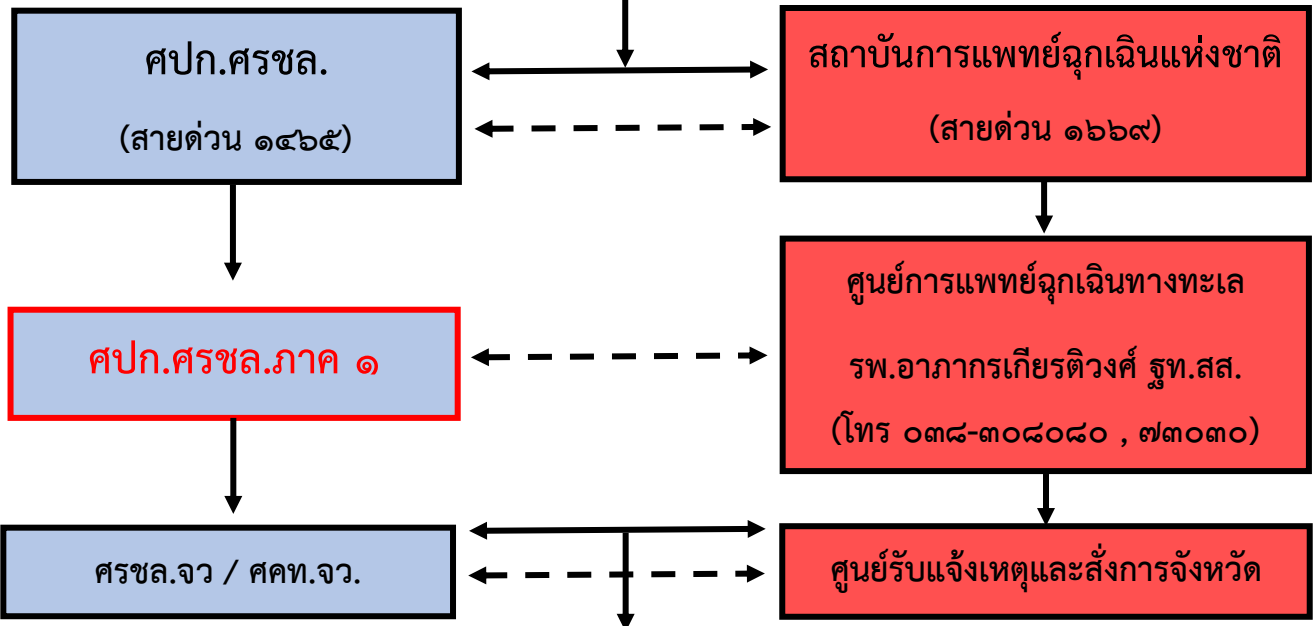 ศปก.ศรชล.
(สายด่วน ๑๔๖๕)
สถาบันการแพทย์ฉุกเฉินแห่งชาติ
(สายด่วน ๑๖๖๙)
ศปก.ศรชล.ภาค ๑
ศูนย์การแพทย์ฉุกเฉินทางทะเล
รพ.อาภากรเกียรติวงศ์ ฐท.สส.
(โทร ๐๓๘-๓๐๘๐๘๐ , ๗๓๐๓๐)
ศรชล.จว / ศคท.จว.
ศูนย์รับแจ้งเหตุและสั่งการจังหวัด